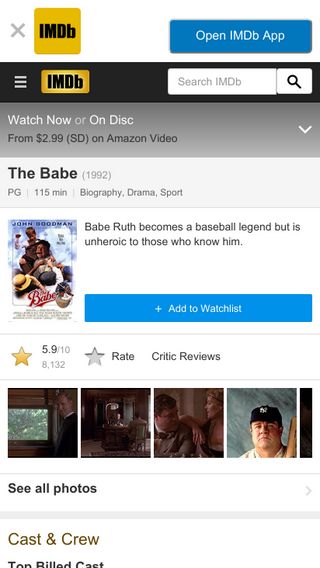 IMDb
Open IMDb App
IMDb
Search IMDb
Watch Now or On Disc
From $2.99 (SD) on Amazon Video
The Babe (1992)
PG | 115 min | Biography, Drama, Sport
JOHN GOODMAN
The Babe
Babe Ruth becomes a baseball legend but is
unheroic to those who know him.
+ Add to Watchlist
5.9/10
8,132
Rate
Critic Reviews
See all photos
Cast & Crew
Top Billed Cast